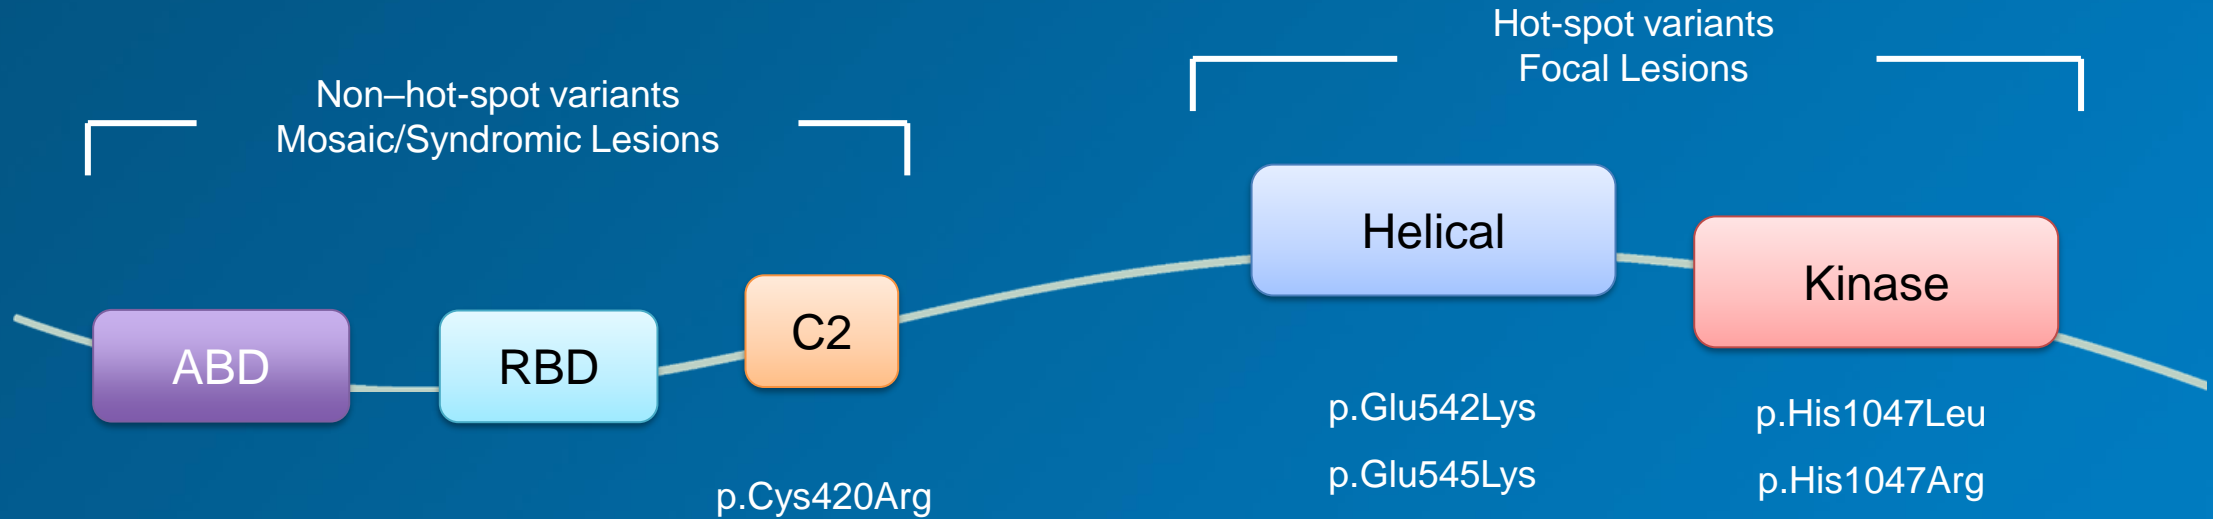 Non–hot-spot variants
Mosaic/Syndromic Lesions
Hot-spot variants
Focal Lesions
ABD
RBD
C2
Helical
Kinase
p.Cys420Arg
p.Glu542Lys
p.Glu545Lys
p.His1047Leu
p.His1047Arg